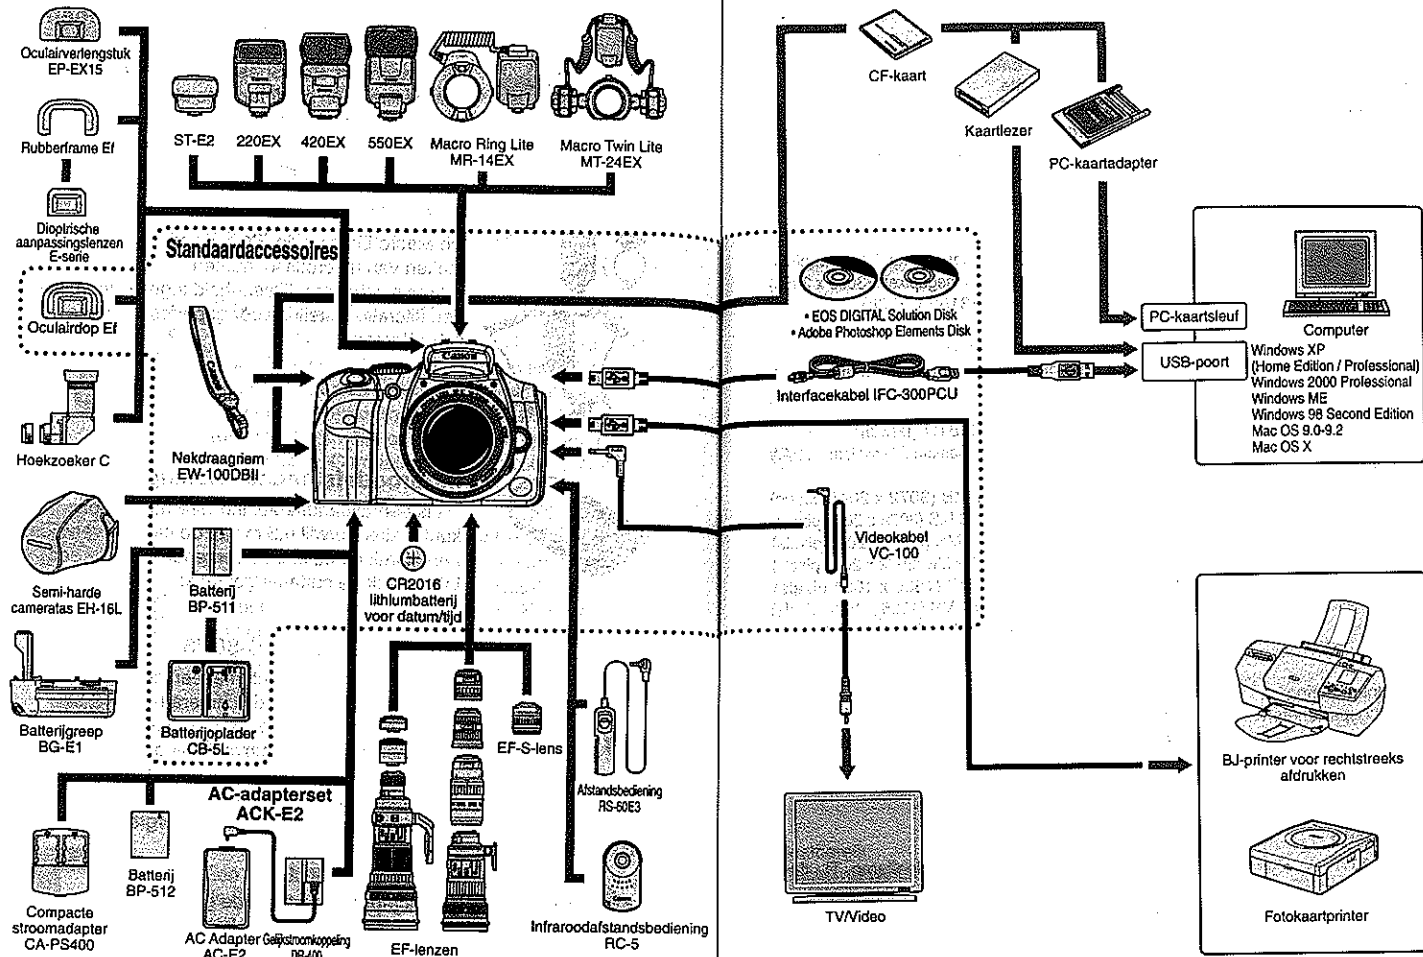 Oculairverlengstuk
EP-EX15
Rubberframe Ef
Dioptrische
aanpassingslenzen
E-serie
Oculairdop Ef
Hoekzoeker C
Semi-harde
cameratas EH-16L
Batterijgreep
BG-E1
Compacte
stroomadapter
CA-PS400
ST-E2
220EX
420EX
550EX
Macro Ring Lite
MR-14EX
Macro Twin Lite
MT-24EX
Standaardaccessoires
Nekdraagriem
EW-100DBII
Canon
Batterij
BP-511
CR2016
lithiumbatterij
voor datum/tijd
Batterijoplader
CB-5L
AC-adapterset
ACK-E2
Batterij
BP-512
AC Adapter
AC-E2
Gelijkstroomkoppeling
DR-400
EF-lenzen
EF-S-lens
Afstandsbediening
RS-60E3
Infraroodafstandsbediening
RC-5
CF-kaart
Kaartlezer
PC-kaartadapter
• EOS DIGITAL Solution Disk
• Adobe Photoshop Elements Disk
Interfacekabel IFC-300PCU
Videokabel
VC-100
TV/Video
PC-kaartsleuf
USB-poort
Computer
Windows XP
(Home Edition / Professional)
Windows 2000 Professional
Windows ME
Windows 98 Second Edition
Mac OS 9.0-9.2
Mac OS X
BJ-printer voor rechtstreeks
afdrukken
Fotokaartprinter